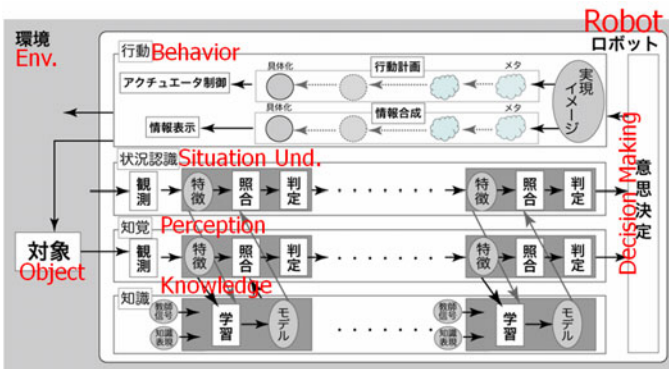 Robot
ロボット
環境
Env.
行動
Behavior
具体化
行動計画
メタ
アクチュエータ制御
具体化
情報合成
メタ
情報表示
実現
イメージ
意思決定
Decision Making
状況認識
Situation Und.
観測
特徴
照合
判定
特徴
照合
判定
知覚
Perception
観測
特徴
照合
判定
特徴
照合
判定
対象
Object
知識
Knowledge
教師
信号
知識
表現
学習
モデル
教師
信号
知識
表現
学習
モデル